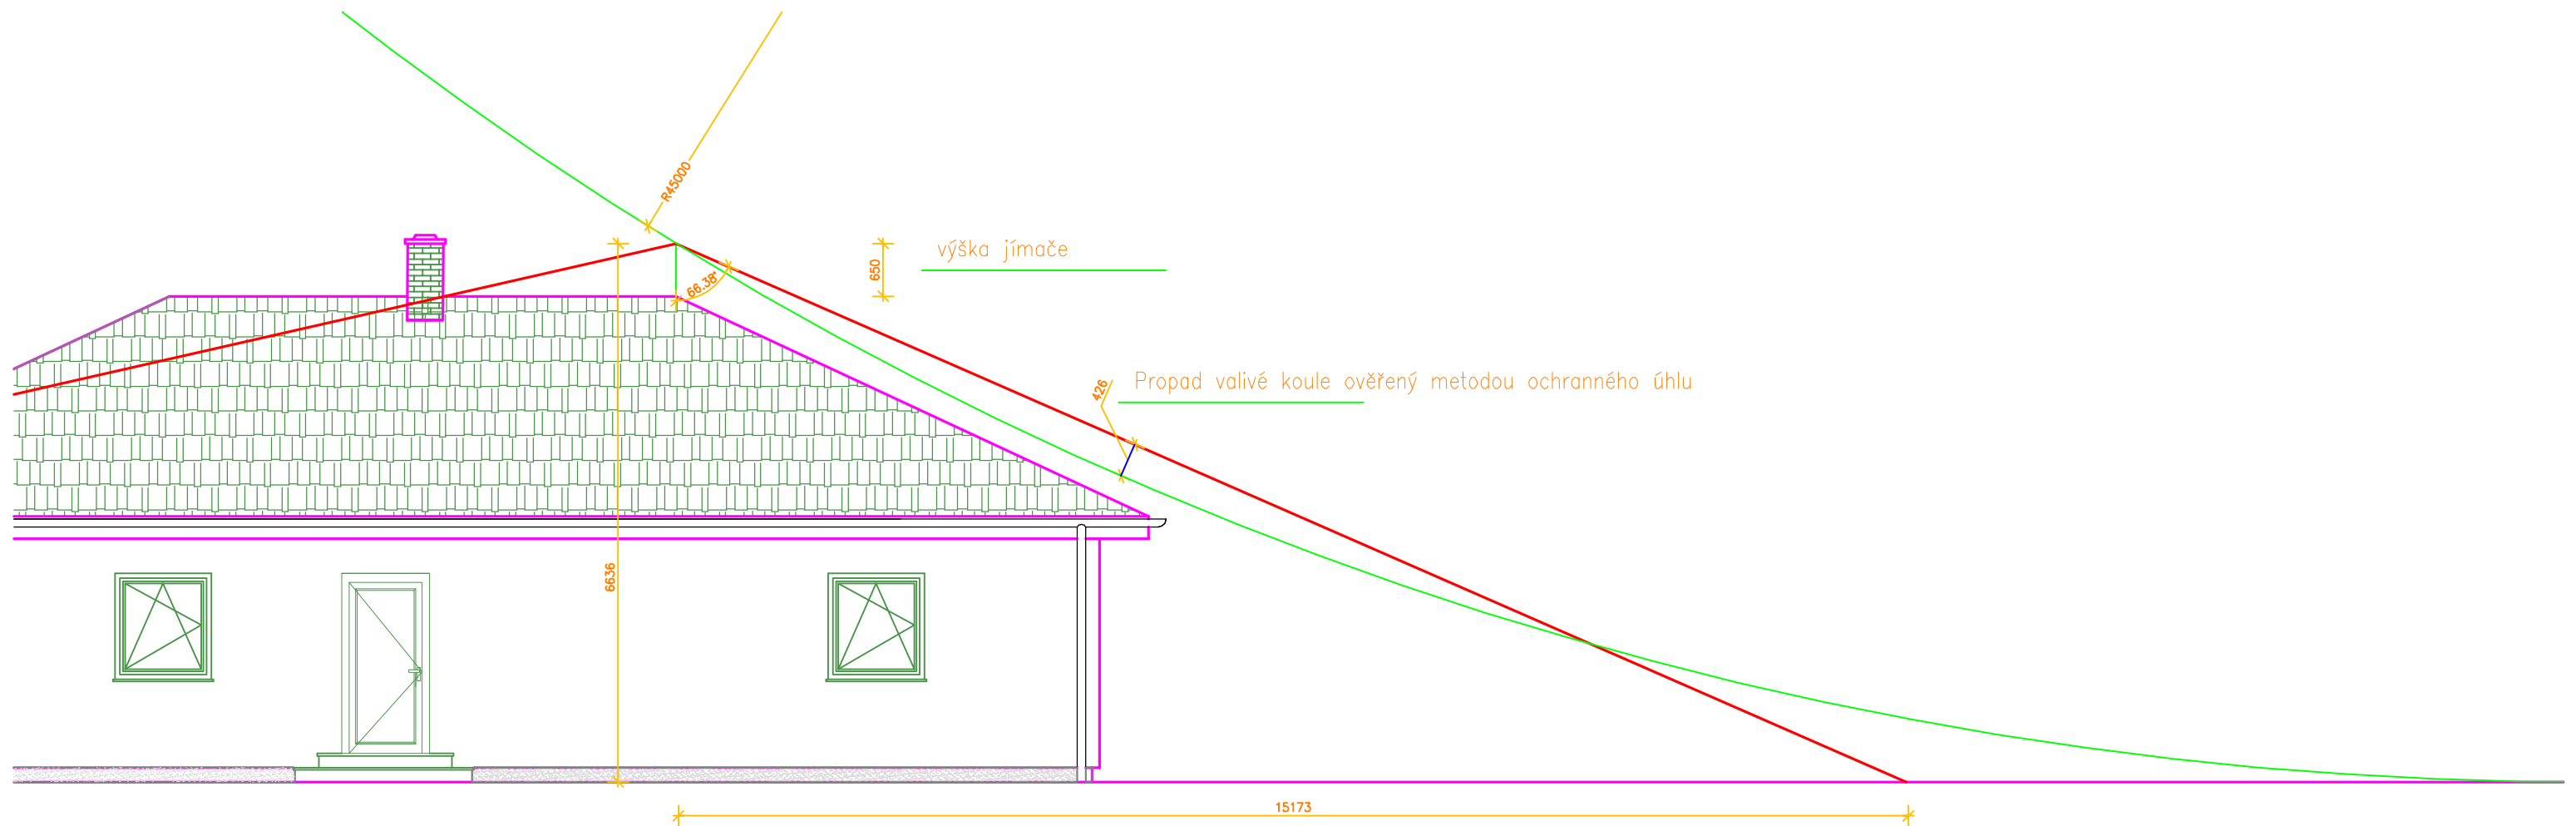 R45000
výška jímače
650
66.38°
426
Propad valivé koule ověřený metodou ochranného úhlu
6636
15173